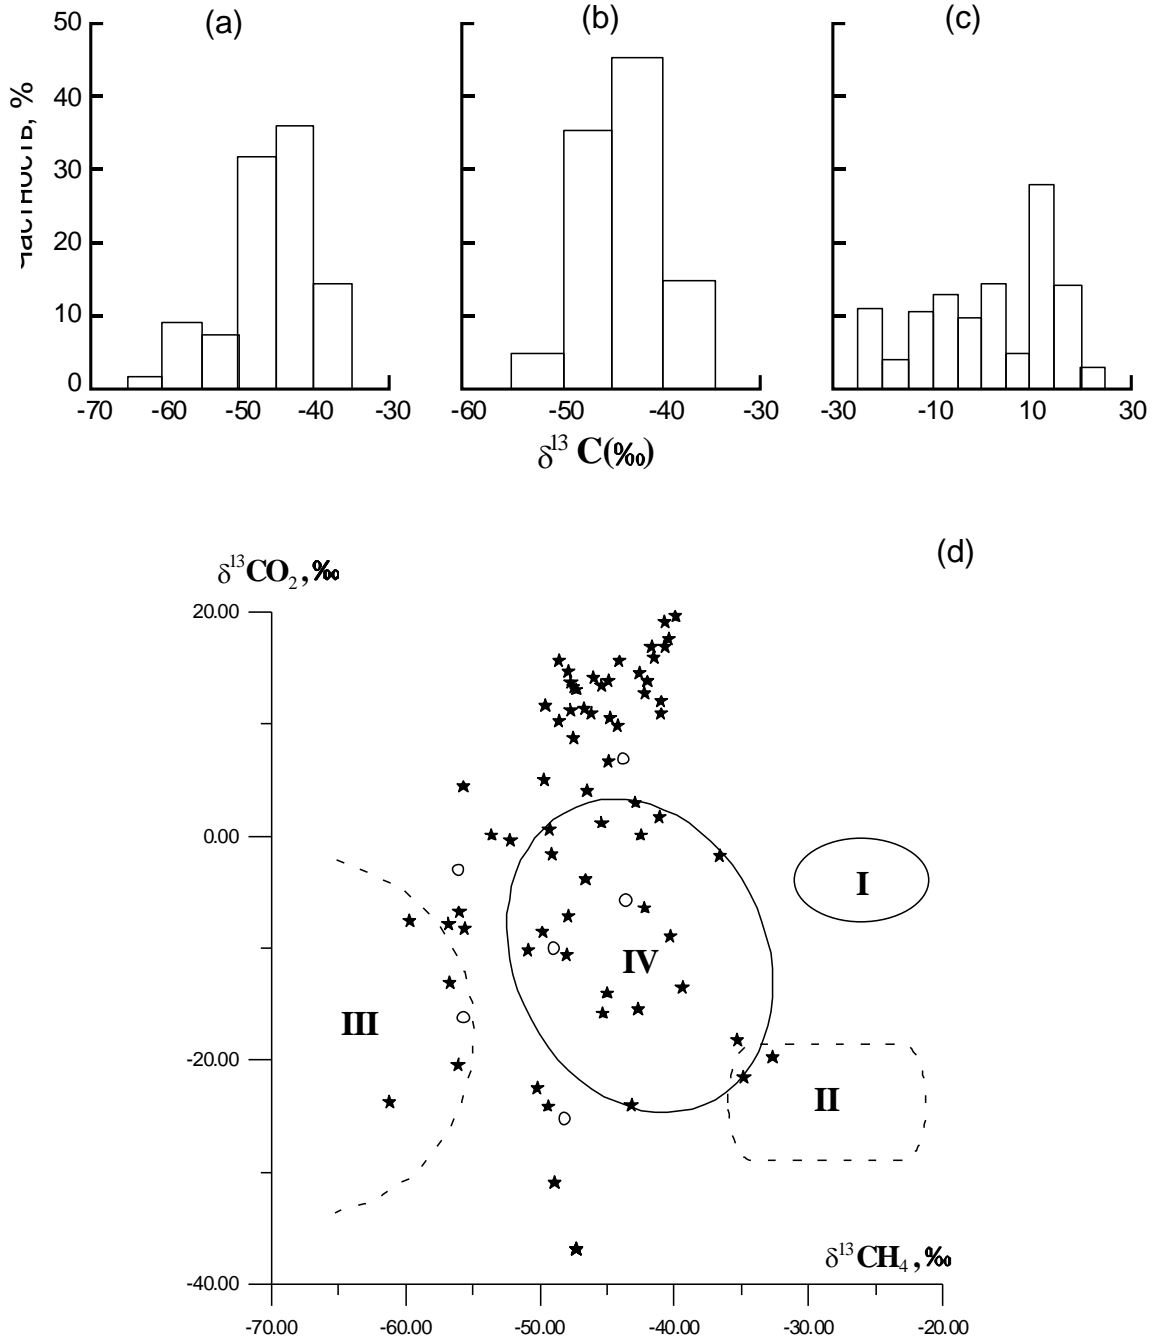 (a)
(b)
(c)
50
40
30
20
10
0
Частность, %
-70 -60 -50 -40 -30
-60 -50 -40 -30
-30 -10 10 30
δ¹³ C(‰)
(d)
δ¹³CO₂, ‰
20.00
0.00
-20.00
-40.00
I
II
III
IV
δ¹³CH₄, ‰
-70.00 -60.00 -50.00 -40.00 -30.00 -20.00